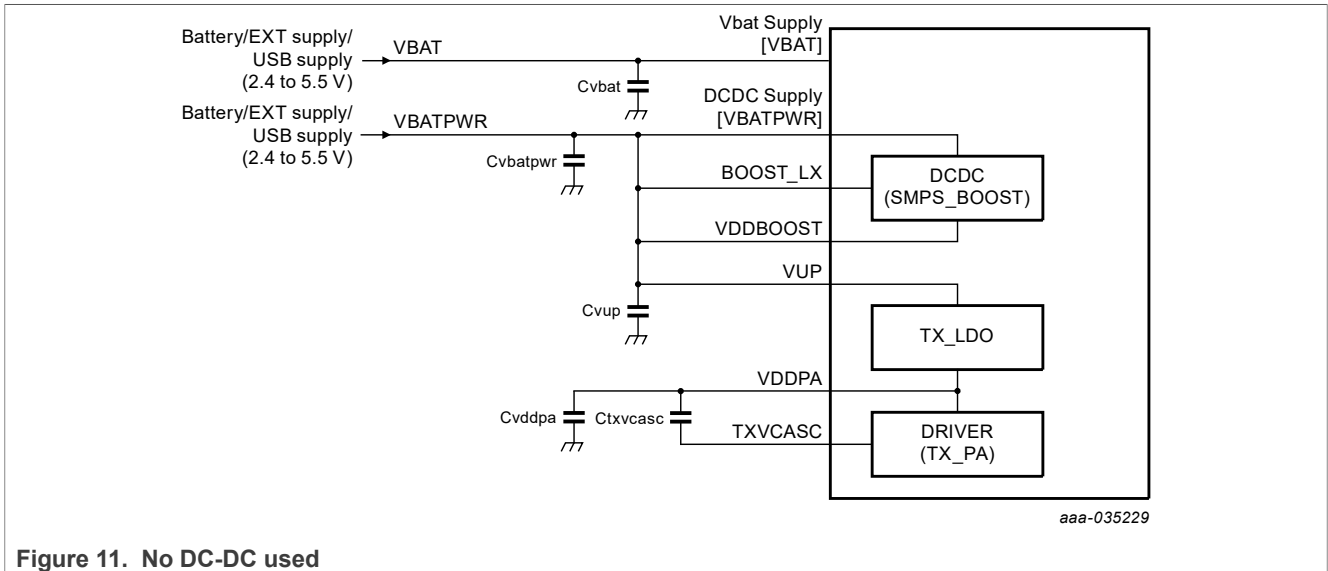 Battery/EXT supply/
USB supply
(2.4 to 5.5 V)
VBAT
Cvbat
Vbat Supply
[VBAT]
Battery/EXT supply/
USB supply
(2.4 to 5.5 V)
VBATPWR
Cvbatpwr
DCDC Supply
[VBATPWR]
BOOST_LX
DCDC
(SMPS_BOOST)
VDDBOOST
VUP
Cvup
TX_LDO
VDDPA
Cvddpa
Ctxvcasc
TXVCASC
DRIVER
(TX_PA)
aaa-035229
Figure 11. No DC-DC used